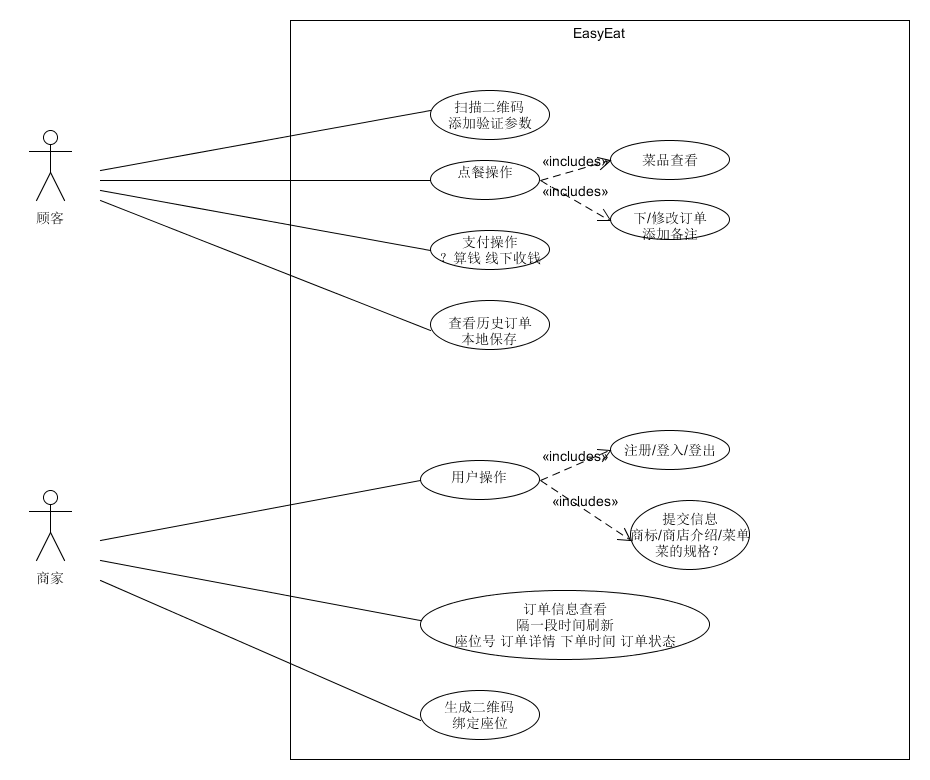 EasyEat
扫描二维码
添加验证参数
点餐操作
«includes»
菜品查看
«includes»
下/修改订单
添加备注
顾客
支付操作
？算钱 线下收钱
查看历史订单
本地保存
用户操作
«includes»
注册/登入/登出
«includes»
提交信息
商标/商店介绍/菜单
菜的规格？
商家
订单信息查看
隔一段时间刷新
座位号 订单详情 下单时间 订单状态
生成二维码
绑定座位